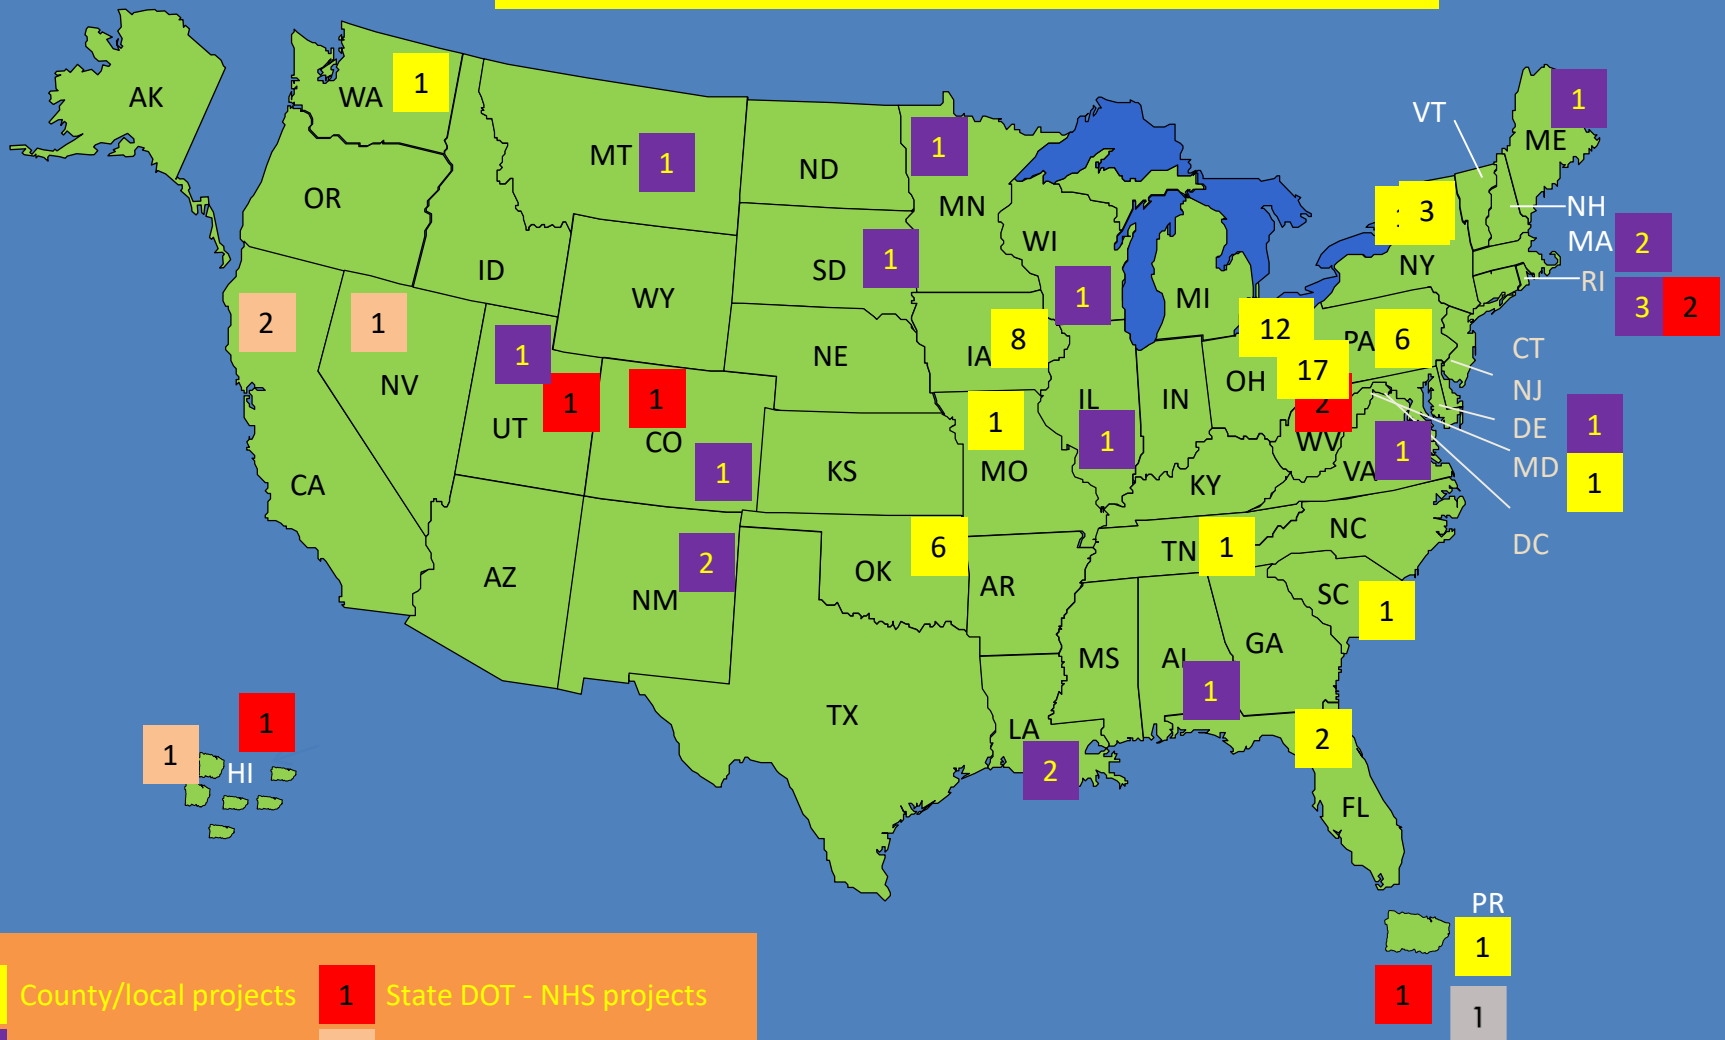 AK
WA 1
VT
1
ME
MT 1
ND
1
MN
OR
3
NH
MA 2
WI
NY
RI
ID
SD 1
WY
1
MI
3 2
2
1
8
12
PA 6
CT
NV
1
1
1
NE
IA
17
OH
NJ
UT
CO
1
IL
IN
2
DE 1
1
WV
MD 1
CA
1
KS
MO
1
KY
VA 1
DC
AZ
NM 2
OK 6
AR
TN 1
NC
SC 1
MS
AL
GA
1
TX
LA
2
2
FL
1
1
HI
PR
1
1
1
County/local projects 1 State DOT - NHS projects